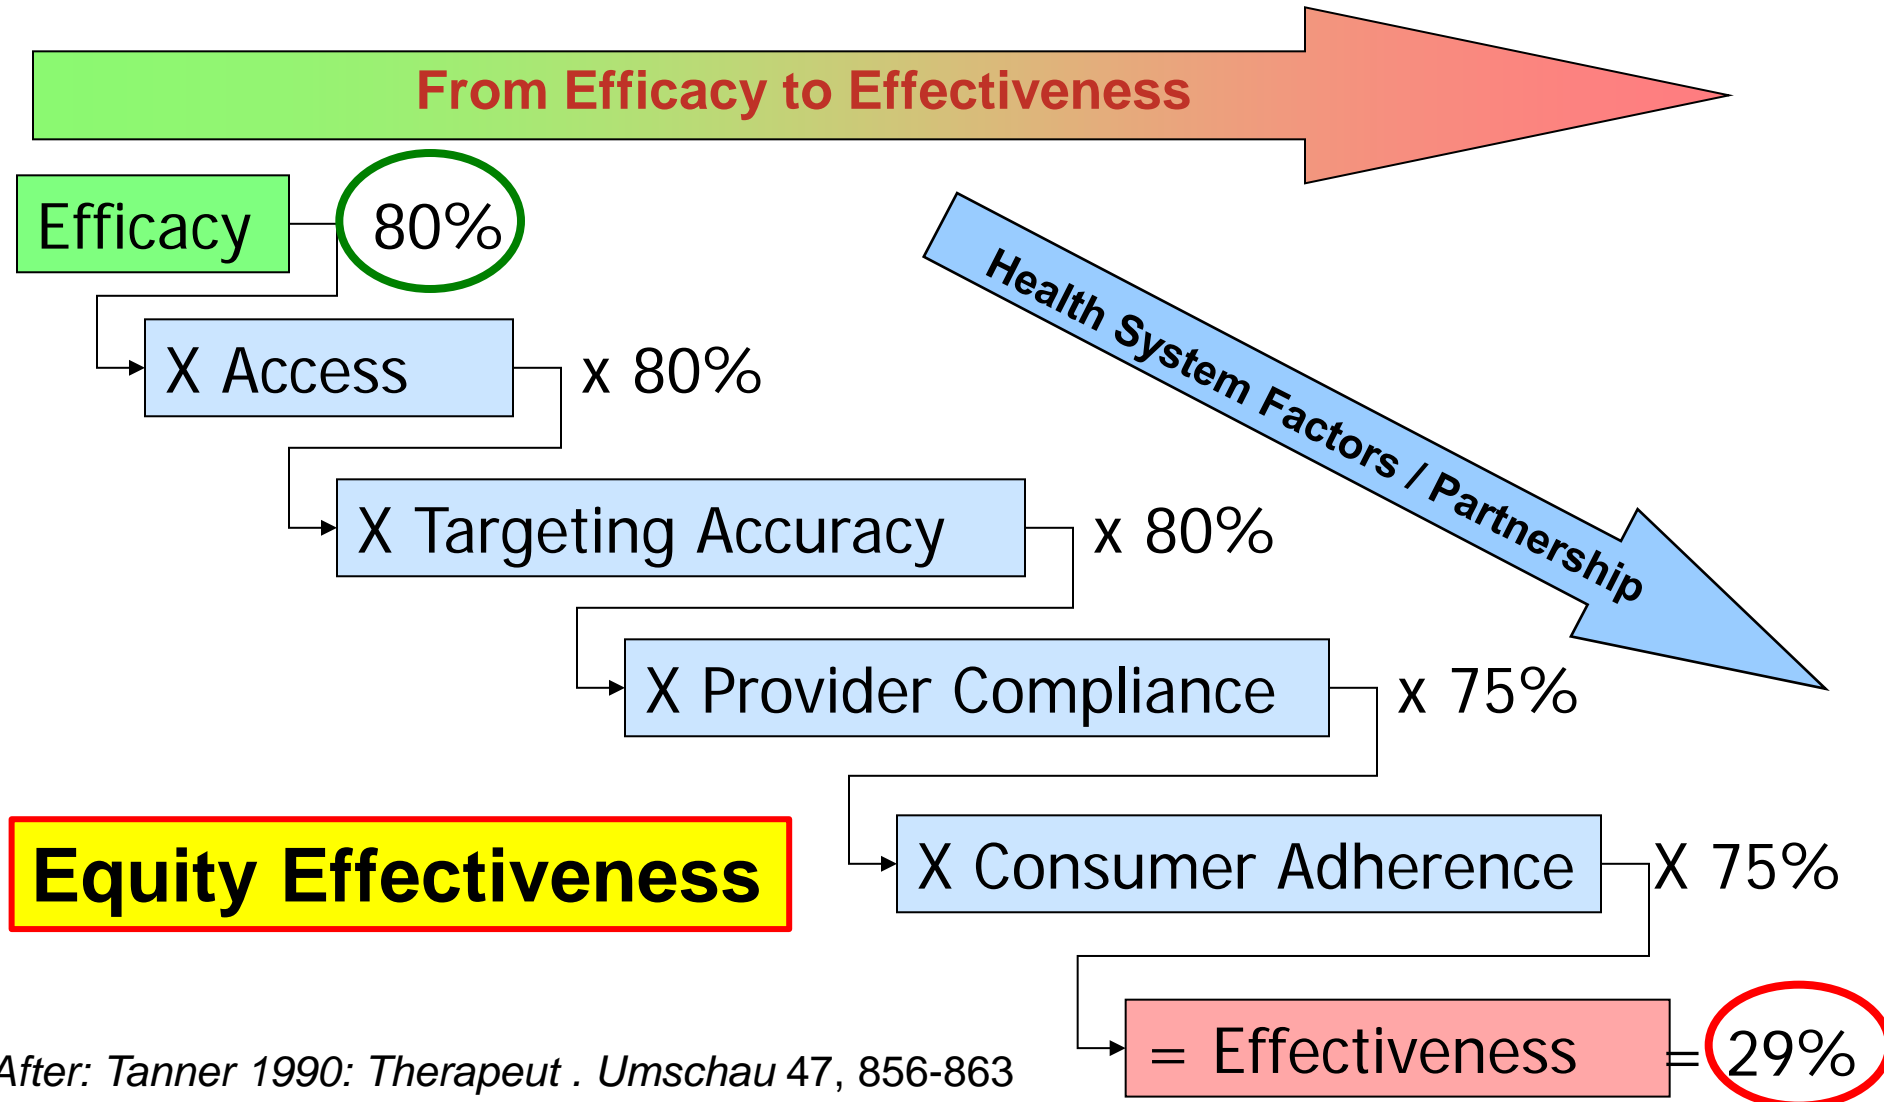 From Efficacy to Effectiveness
Efficacy 80%
Health System Factors / Partnership
X Access x 80%
X Targeting Accuracy x 80%
X Provider Compliance x 75%
Equity Effectiveness
X Consumer Adherence X 75%
= Effectiveness = 29%
After: Tanner 1990: Therapeut . Umschau 47, 856-863